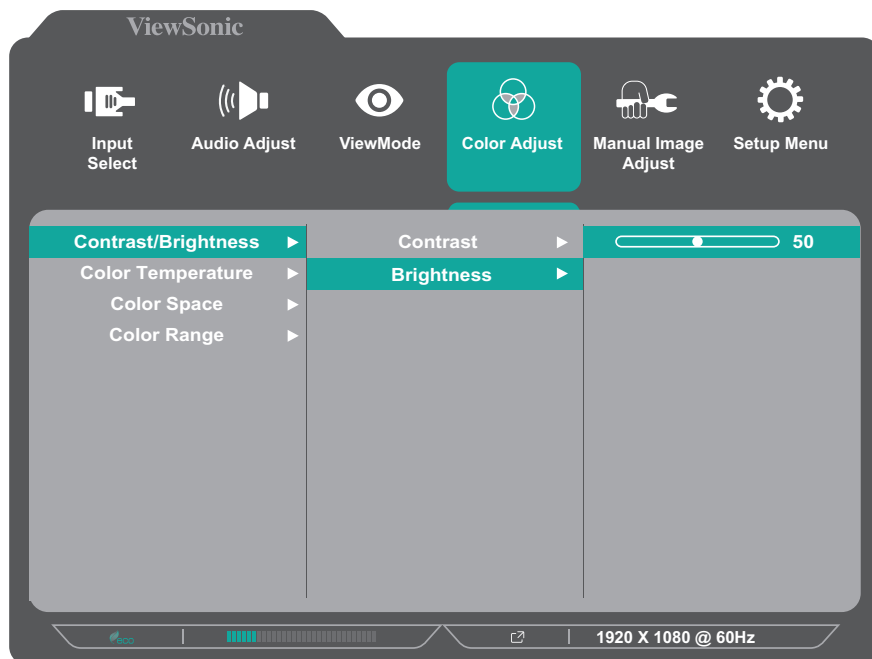 ViewSonic
Input Select
Audio Adjust
ViewMode
Color Adjust
Manual Image Adjust
Setup Menu
Contrast/Brightness
Contrast
50
Color Temperature
Brightness
Color Space
Color Range
eco
1920 X 1080 @ 60Hz